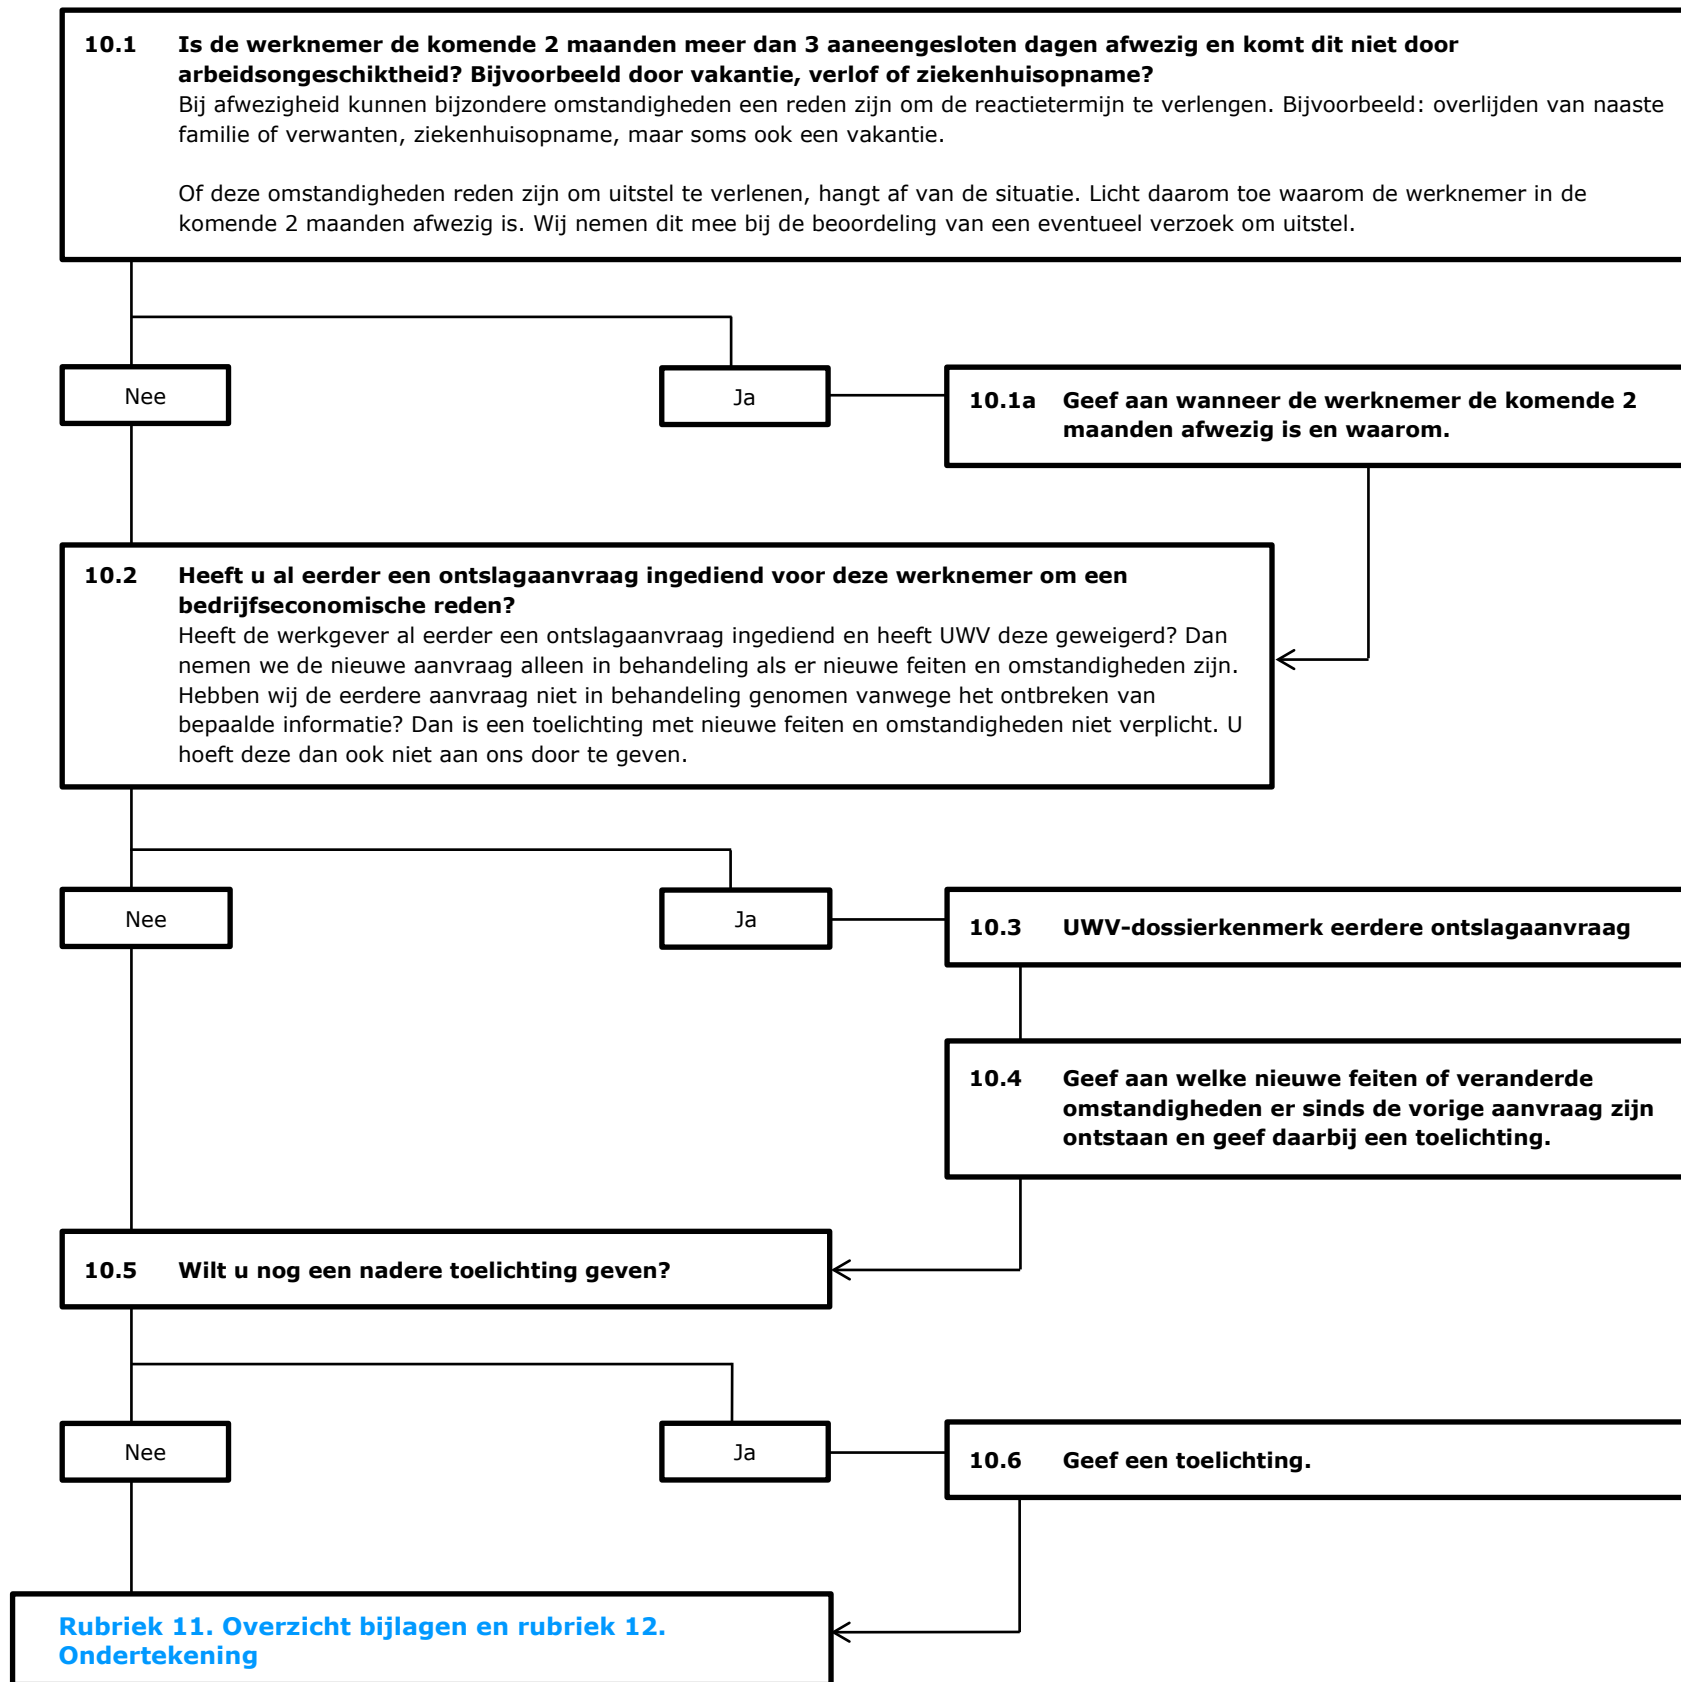 10.1 Is de werknemer de komende 2 maanden meer dan 3 aaneengesloten dagen afwezig en komt dit niet door
arbeidsongeschiktheid? Bijvoorbeeld door vakantie, verlof of ziekenhuisopname?
Bij afwezigheid kunnen bijzondere omstandigheden een reden zijn om de reactietermijn te verlengen. Bijvoorbeeld: overlijden van naaste
familie of verwanten, ziekenhuisopname, maar soms ook een vakantie.
Of deze omstandigheden reden zijn om uitstel te verlenen, hangt af van de situatie. Licht daarom toe waarom de werknemer in de
komende 2 maanden afwezig is. Wij nemen dit mee bij de beoordeling van een eventueel verzoek om uitstel.
Nee
Ja
10.1a Geef aan wanneer de werknemer de komende 2
maanden afwezig is en waarom.
10.2 Heeft u al eerder een ontslagaanvraag ingediend voor deze werknemer om een
bedrijfseconomische reden?
Heeft de werkgever al eerder een ontslagaanvraag ingediend en heeft UWV deze geweigerd? Dan
nemen we de nieuwe aanvraag alleen in behandeling als er nieuwe feiten en omstandigheden zijn.
Hebben wij de eerdere aanvraag niet in behandeling genomen vanwege het ontbreken van
bepaalde informatie? Dan is een toelichting met nieuwe feiten en omstandigheden niet verplicht. U
hoeft deze dan ook niet aan ons door te geven.
Nee
Ja
10.3 UWV-dossierkenmerk eerdere ontslagaanvraag
10.4 Geef aan welke nieuwe feiten of veranderde
omstandigheden er sinds de vorige aanvraag zijn
ontstaan en geef daarbij een toelichting.
10.5 Wilt u nog een nadere toelichting geven?
Nee
Ja
10.6 Geef een toelichting.
Rubriek 11. Overzicht bijlagen en rubriek 12.
Ondertekening